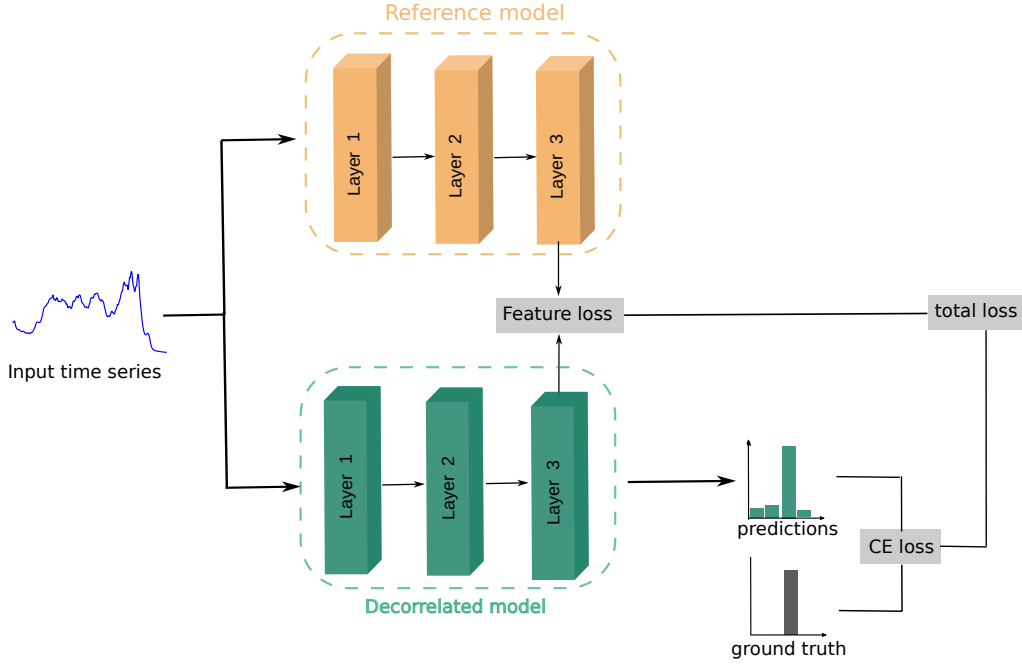 Reference model
Layer 1
Layer 2
Layer 3
Feature loss
total loss
Input time series
Layer 1
Layer 2
Layer 3
Decorrelated model
predictions
CE loss
ground truth